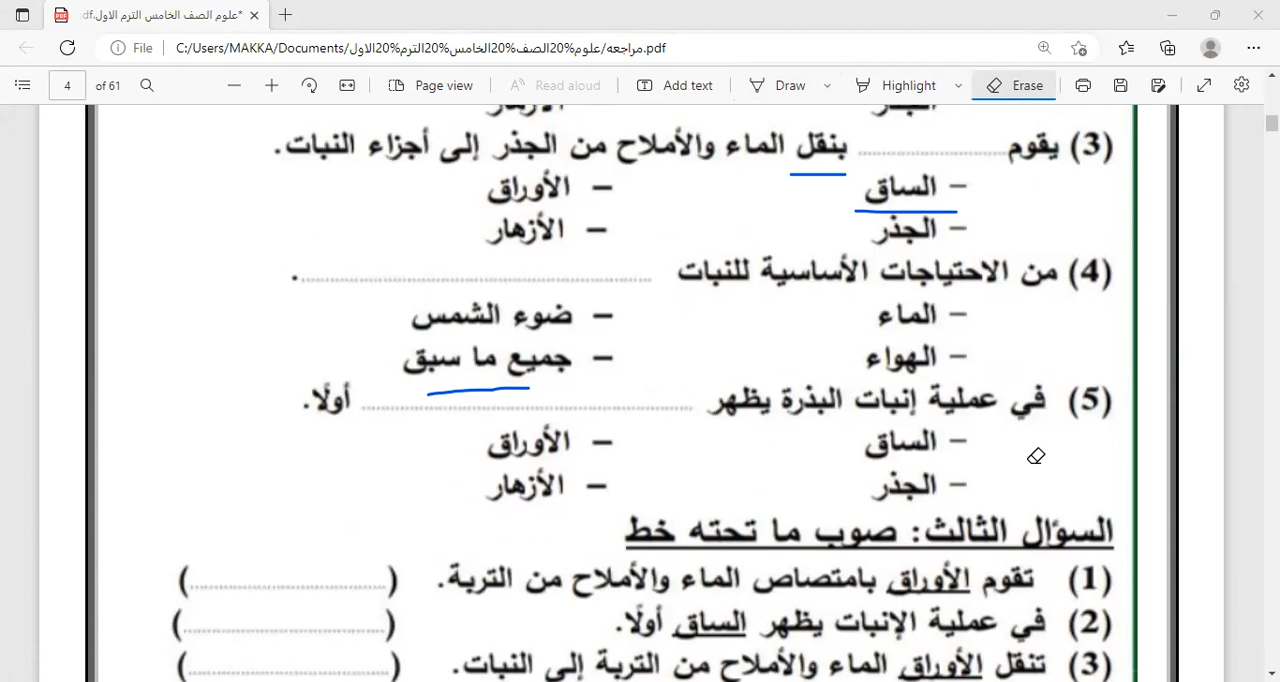 علوم الصف الخامس الترم الاول.pdf*
File C:/Users/MAKKA/Documents/مراجعه/علوم%20الصف%20الخامس%20الترم%20الاول.pdf
4 of 61 Page view Read aloud Add text Draw Highlight Erase
الجذر الأزهار
(3) يقوم .................... بنقل الماء والأملاح من الجذر إلى أجزاء النبات.
– الساق – الأوراق
– الجذر – الأزهار
(4) من الاحتياجات الأساسية للنبات .................... .
– الماء – ضوء الشمس
– الهواء – جميع ما سبق
(5) في عملية إنبات البذرة يظهر .................... أولًا.
– الساق – الأوراق
– الجذر – الأزهار
السؤال الثالث: صوب ما تحته خط
(1) تقوم الأوراق بامتصاص الماء والأملاح من التربة. (....................)
(2) في عملية الإنبات يظهر الساق أولًا. (....................)
(3) تنقل الأوراق الماء والأملاح من التربة إلى النبات. (....................)